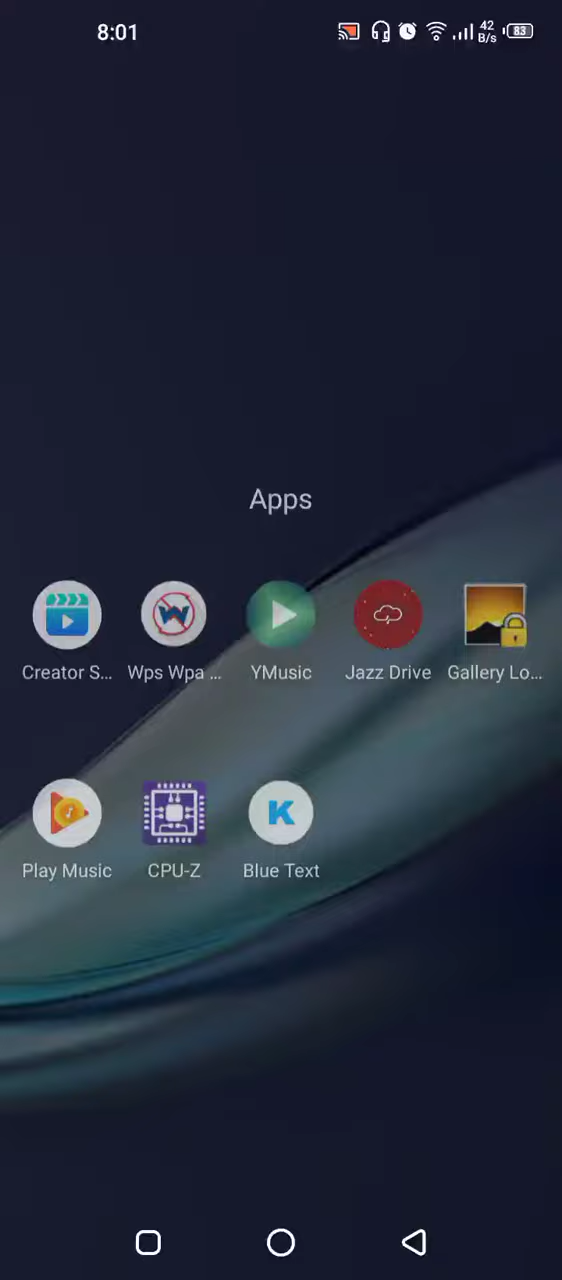 8:01
42
B/s
83
Apps
Creator S... Wps Wpa ... YMusic Jazz Drive Gallery Lo...
W
Play Music CPU-Z Blue Text
K